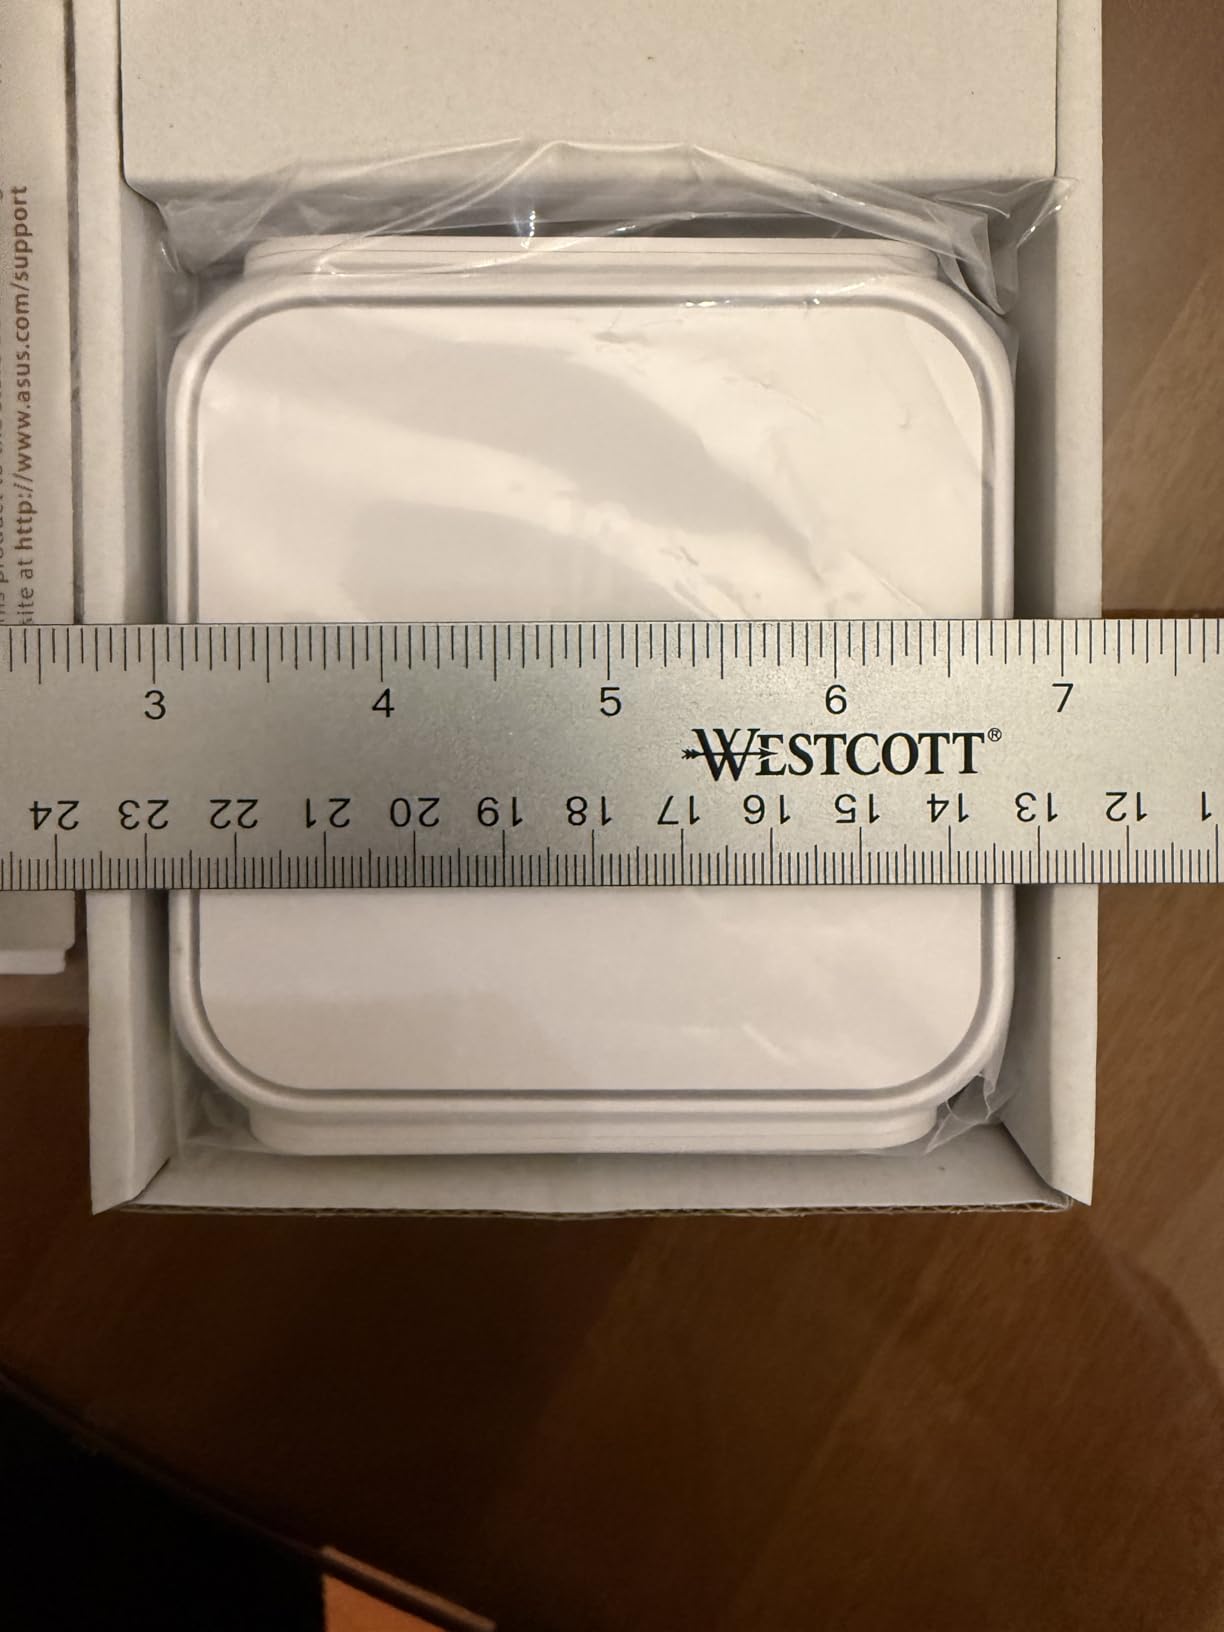 site at http://www.asus.com/support
3 4 5 6 7
WESTCOTT®
24 23 22 21 20 19 18 17 16 15 14 13 12